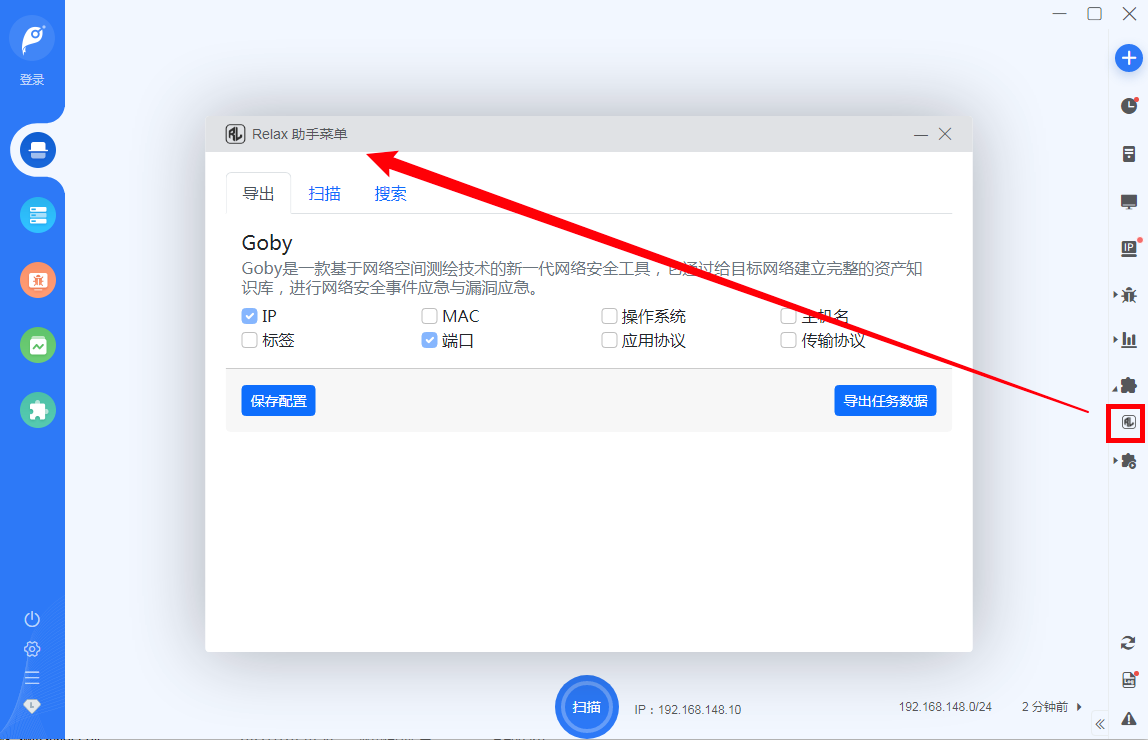 登录
Relax 助手菜单
导出 扫描 搜索
Goby
Goby是一款基于网络空间测绘技术的新一代网络安全工具，它通过给目标网络建立完整的资产知
识库，进行网络安全事件应急与漏洞应急。
IP MAC 操作系统 主机名
标签 端口 应用协议 传输协议
保存配置 导出任务数据
IP
Log
扫描 IP：192.168.148.10 192.168.148.0/24 2 分钟前